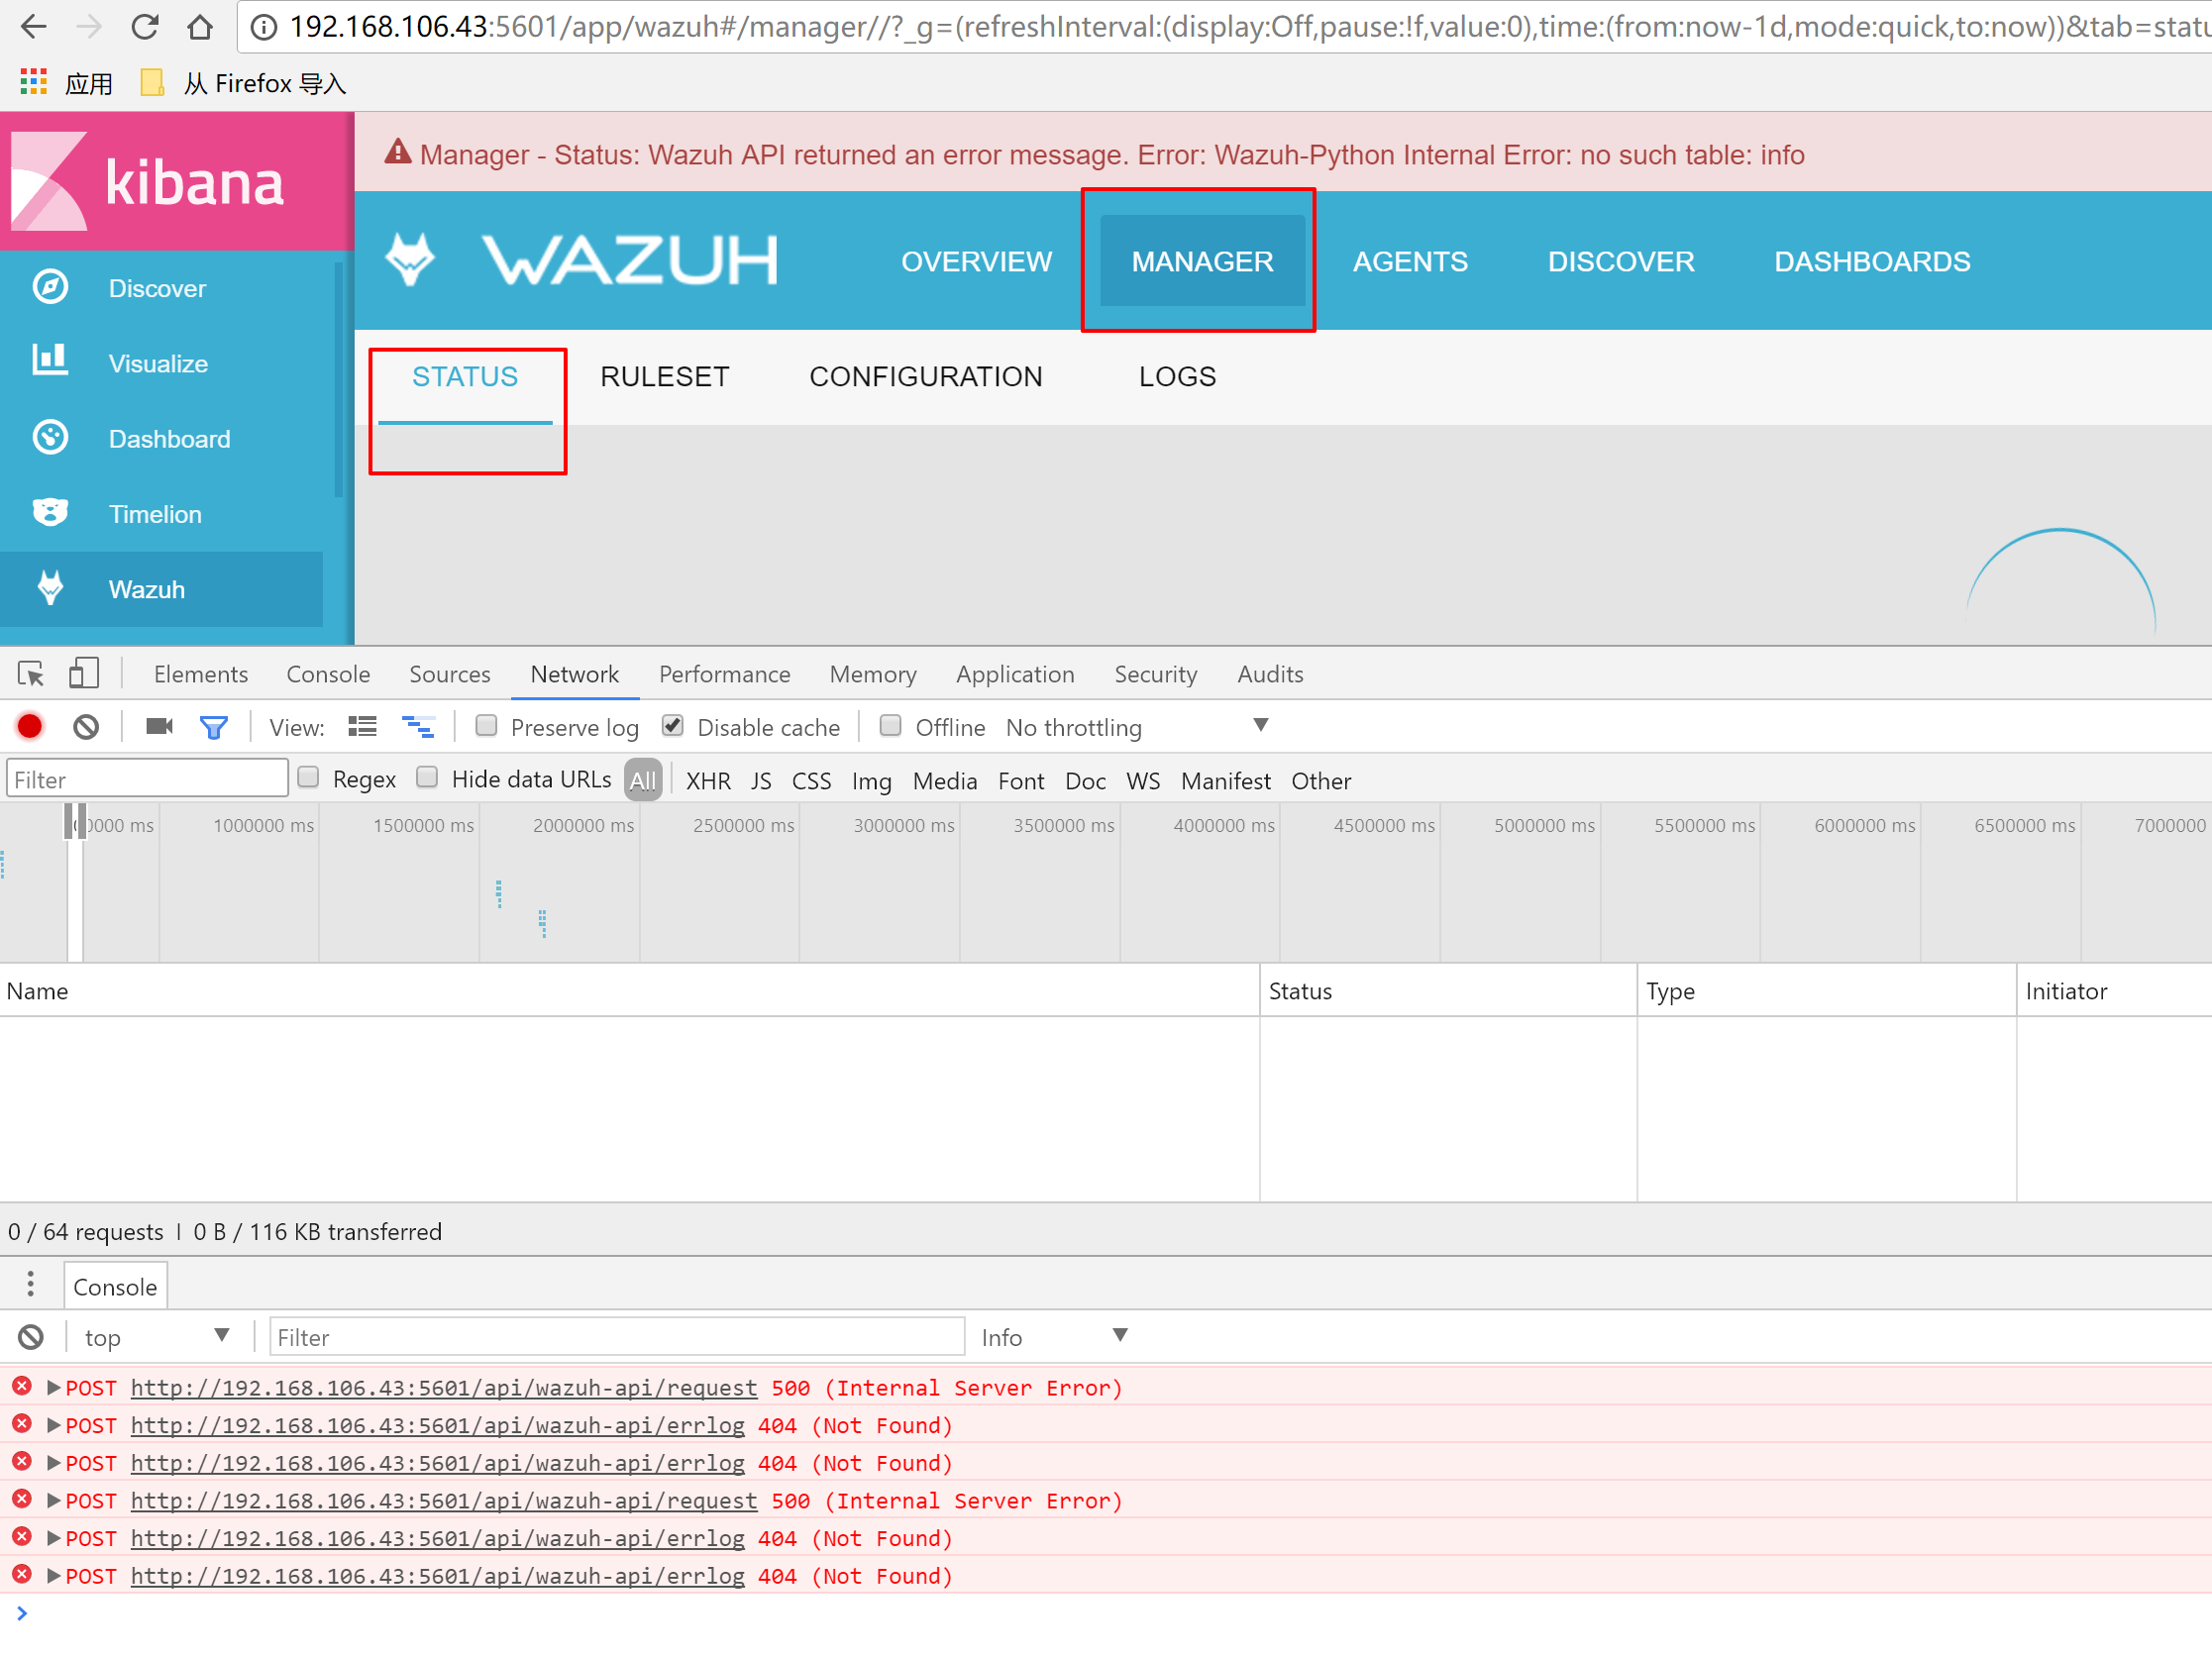 192.168.106.43:5601/app/wazuh#/manager//?_g=(refreshInterval:(display:Off,pause:!f,value:0),time:(from:now-1d,mode:quick,to:now))&tab=statu
应用 从 Firefox 导入
kibana
Manager - Status: Wazuh API returned an error message. Error: Wazuh-Python Internal Error: no such table: info
WAZUH OVERVIEW MANAGER AGENTS DISCOVER DASHBOARDS
Discover
Visualize
Dashboard
Timelion
Wazuh
STATUS RULESET CONFIGURATION LOGS
Elements Console Sources Network Performance Memory Application Security Audits
View: Preserve log Disable cache Offline No throttling
Filter Regex Hide data URLs All XHR JS CSS Img Media Font Doc WS Manifest Other
0000 ms 1000000 ms 1500000 ms 2000000 ms 2500000 ms 3000000 ms 3500000 ms 4000000 ms 4500000 ms 5000000 ms 5500000 ms 6000000 ms 6500000 ms 7000000
Name Status Type Initiator
0 / 64 requests | 0 B / 116 KB transferred
Console
top Filter Info
POST http://192.168.106.43:5601/api/wazuh-api/request 500 (Internal Server Error)
POST http://192.168.106.43:5601/api/wazuh-api/errlog 404 (Not Found)
POST http://192.168.106.43:5601/api/wazuh-api/errlog 404 (Not Found)
POST http://192.168.106.43:5601/api/wazuh-api/request 500 (Internal Server Error)
POST http://192.168.106.43:5601/api/wazuh-api/errlog 404 (Not Found)
POST http://192.168.106.43:5601/api/wazuh-api/errlog 404 (Not Found)